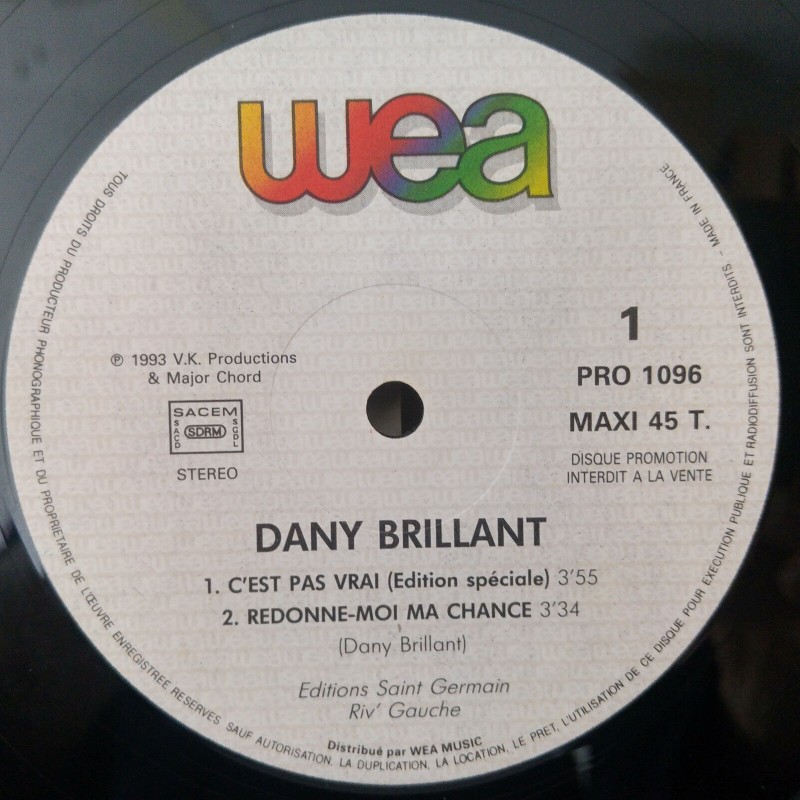 wea
1
PRO 1096
MAXI 45 T.
DISQUE PROMOTION
INTERDIT A LA VENTE
℗ 1993 V.K. Productions
& Major Chord
SACEM
SACD
SDRM
SGDL
STEREO
DANY BRILLANT
1. C'EST PAS VRAI (Edition spéciale) 3'55
2. REDONNE-MOI MA CHANCE 3'34
(Dany Brillant)
Editions Saint Germain
Riv' Gauche
Distribué par WEA MUSIC
TOUS DROITS DU PRODUCTEUR PHONOGRAPHIQUE ET DU PROPRIETAIRE DE L'ŒUVRE ENREGISTREE RESERVES SAUF AUTORISATION, LA DUPLICATION, LA LOCATION, LE PRET, L'UTILISATION DE CE DISQUE POUR EXECUTION PUBLIQUE ET RADIODIFFUSION SONT INTERDITS - MADE IN FRANCE